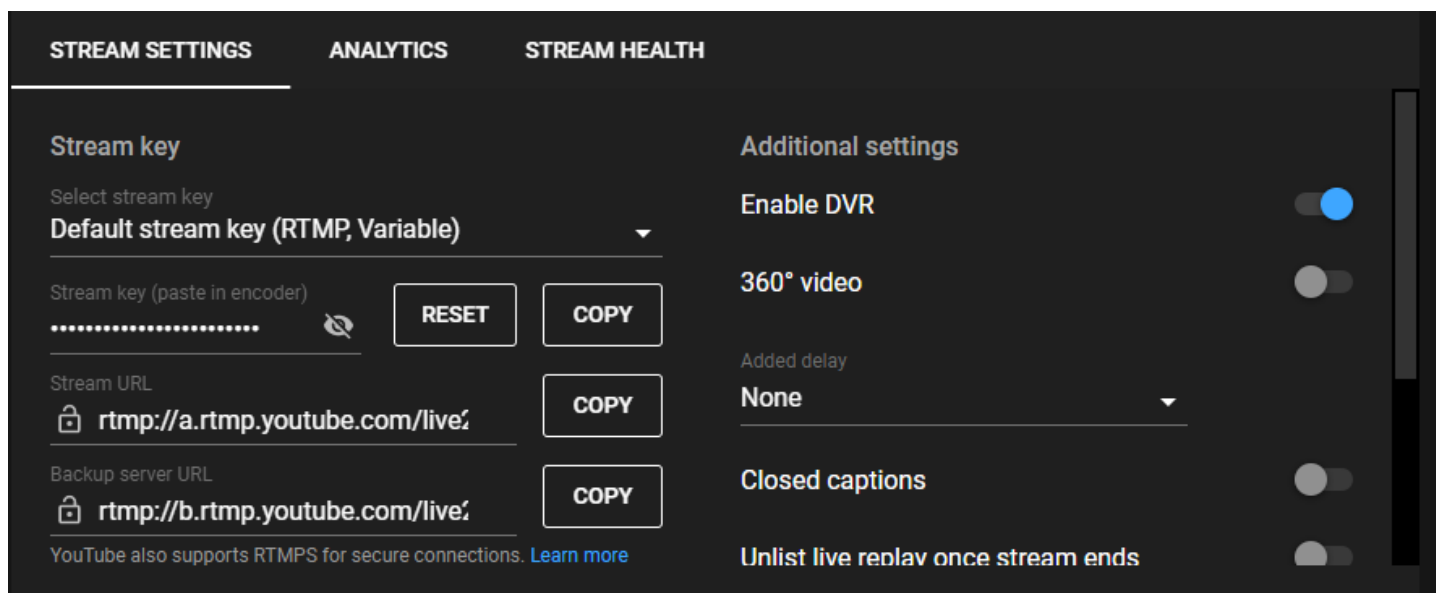 STREAM SETTINGS
ANALYTICS
STREAM HEALTH
Stream key
Select stream key
Default stream key (RTMP, Variable)
Stream key (paste in encoder)
••••••••••••••••••••••••
RESET
COPY
Stream URL
rtmp://a.rtmp.youtube.com/live2
COPY
Backup server URL
rtmp://b.rtmp.youtube.com/live2
COPY
YouTube also supports RTMPS for secure connections. Learn more
Additional settings
Enable DVR
360° video
Added delay
None
Closed captions
Unlist live replay once stream ends